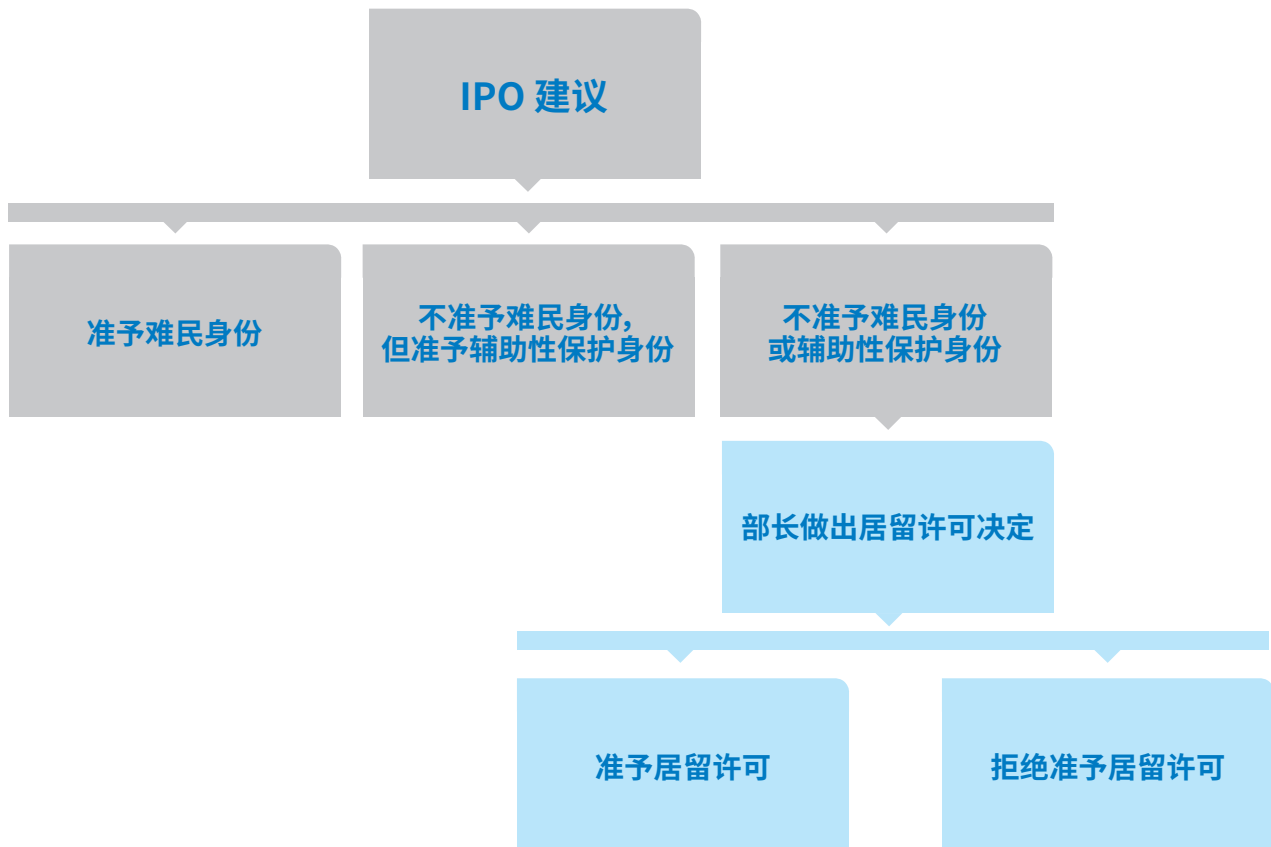 IPO 建议
准予难民身份
不准予难民身份,
但准予辅助性保护身份
不准予难民身份
或辅助性保护身份
部长做出居留许可决定
准予居留许可
拒绝准予居留许可